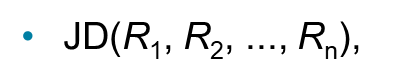 • JD(R₁, R₂, ..., Rₙ),